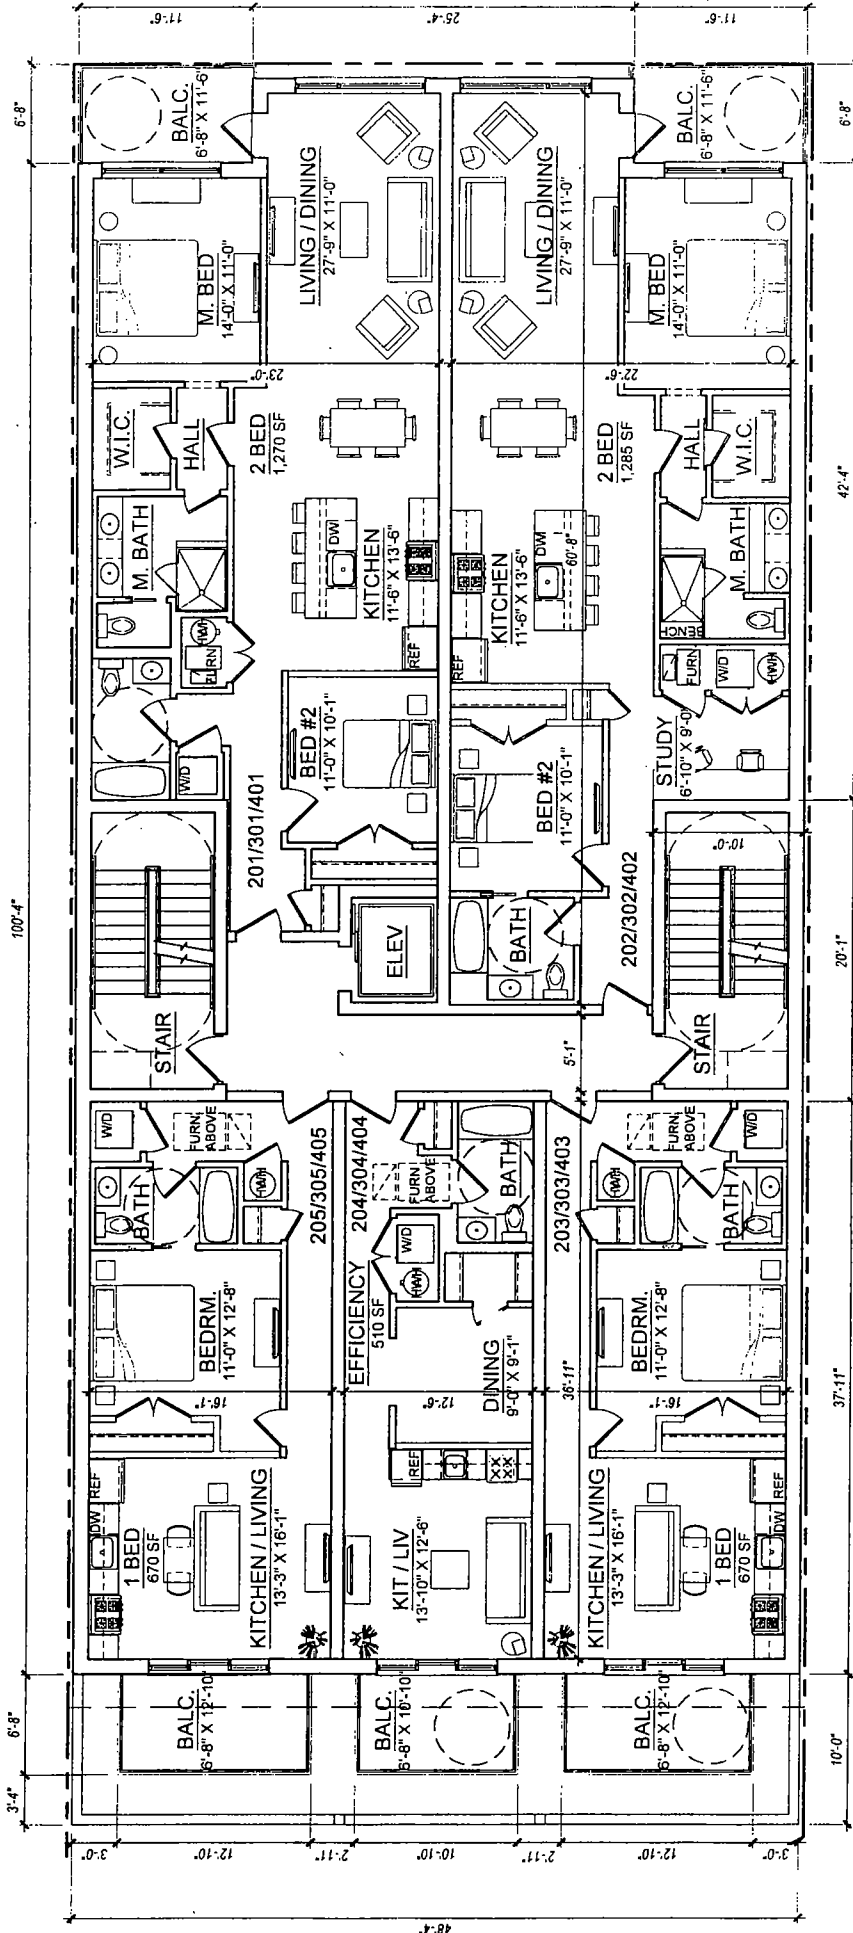 11'-6"
25'-4"
11'-6"
6'-8"
BALC.
6'-8" X 11'-6"
BALC.
6'-8" X 11'-6"
6'-8"
LIVING / DINING
27'-9" X 11'-0"
LIVING / DINING
27'-9" X 11'-0"
M. BED
14'-0" X 11'-0"
M. BED
14'-0" X 11'-0"
23'-0"
22'-6"
W.I.C.
HALL
2 BED
1,270 SF
2 BED
1,285 SF
HALL
W.I.C.
42'-4"
M. BATH
DW
KITCHEN
11'-6" X 13'-6"
KITCHEN
11'-6" X 13'-6"
DW
60'-8"
M. BATH
BENCH
HWH
FURN
REF
REF
FURN
W/D
HWH
W/D
BED #2
11'-0" X 10'-1"
BED #2
11'-0" X 10'-1"
STUDY
6'-10" X 9'-0"
201/301/401
10'-0"
100'-4"
ELEV
BATH
202/302/402
20'-1"
STAIR
STAIR
5'-1"
W/D
FURN
ABOVE
205/305/405
204/304/404
FURN
ABOVE
BATH
203/303/403
FURN
ABOVE
W/D
BATH
HWH
HWH
BATH
W/D
HWH
EFFICIENCY
510 SF
BEDRM.
11'-0" X 12'-8"
BEDRM.
11'-0" X 12'-8"
DINING
9'-0" X 9'-1"
36'-11"
16'-1"
12'-6"
16'-1"
37'-11"
REF
REF
REF
DW
DW
1 BED
670 SF
KITCHEN / LIVING
13'-3" X 16'-1"
KIT / LIV
13'-10" X 12'-6"
KITCHEN / LIVING
13'-3" X 16'-1"
1 BED
670 SF
6'-8"
BALC.
6'-8" X 12'-10"
BALC.
6'-8" X 10'-10"
BALC.
6'-8" X 12'-10"
10'-0"
3'-4"
3'-0"
12'-10"
2'-11"
10'-10"
2'-11"
12'-10"
3'-0"
48'-4"